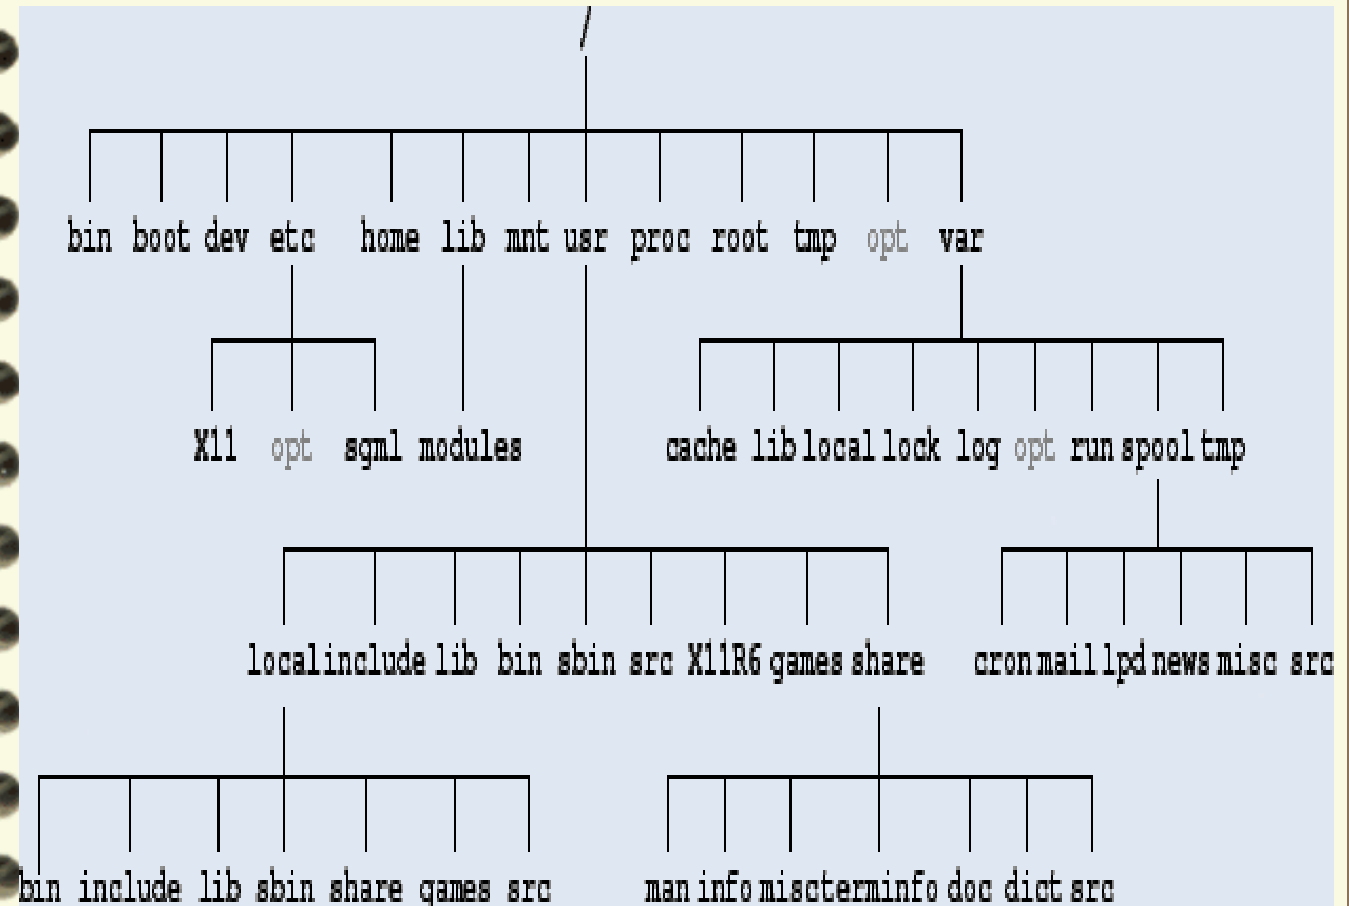 /
bin boot dev etc home lib mnt usr proc root tmp opt var
X11 opt sgml modules cache lib local lock log opt run spool tmp
local include lib bin sbin src X11R6 games share cron mail lpd news misc src
bin include lib sbin share games src man info misc terminfo doc dict src